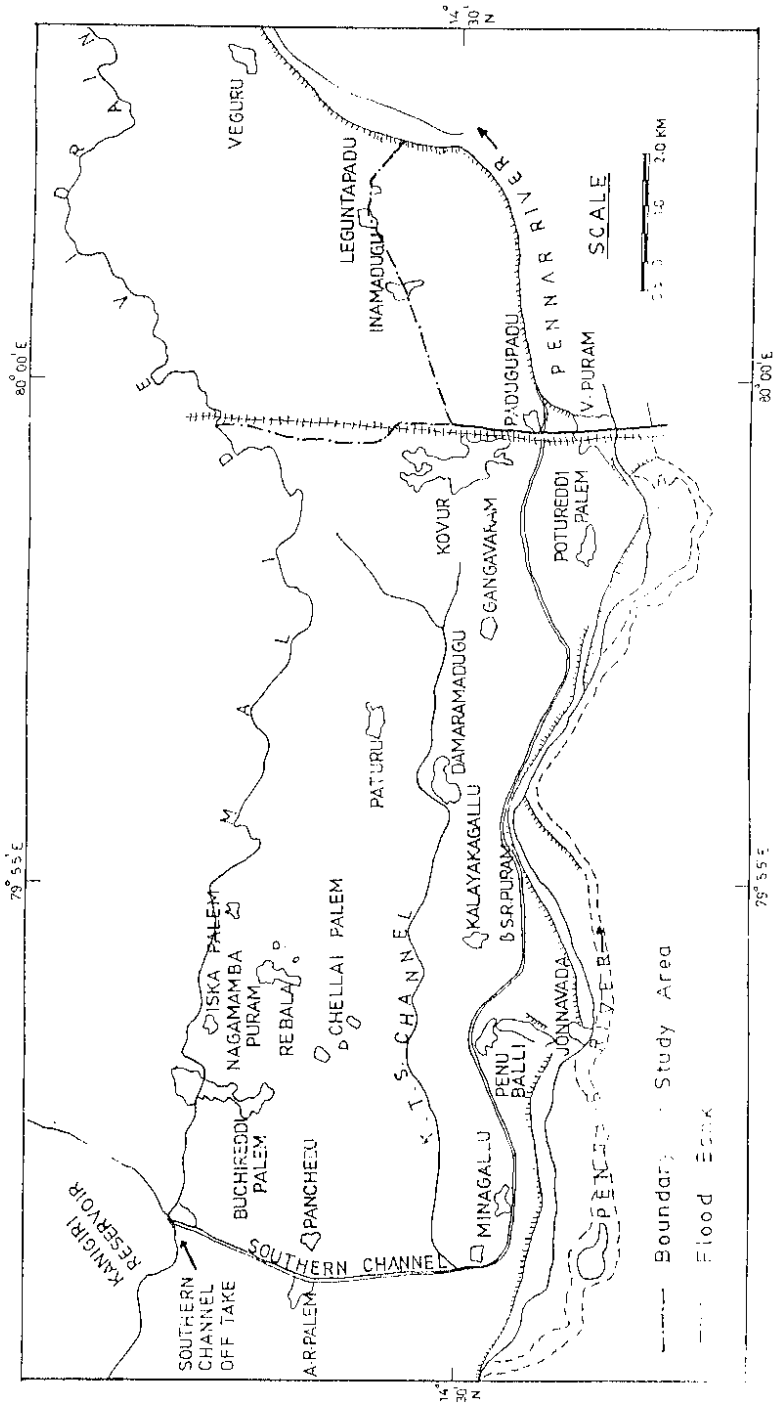 KANIGIRI
RESERVOIR
SOUTHERN
CHANNEL
OFF TAKE
A·R·PALEM
SOUTHERN CHANNEL
PANCHEDU
BUCHIREDDI
PALEM
ISKA PALEM
NAGAMAMBA
PURAM
REBALA
CHELLAI PALEM
MALIDEVI DRAIN
K·T·S· CHANNEL
PATURU
DAMARAMADUGU
KALAYAKAGALLU
S.R.PURAM
MINAGALLU
PENU
BALLI
JONNAVADA
GANGAVARAM
KOVUR
POTUREDDI
PALEM
PADUGUPADU
V·PURAM
INAMADUGU
LEGUNTAPADU
VEGURU
PENNAR RIVER
RIVER
SCALE
2.0 KM
79° 55' E
80° 00' E
14°
30'
N
14°
30'
N
79° 55' E
80° 00' E
Boundary Study Area
Flood Bank